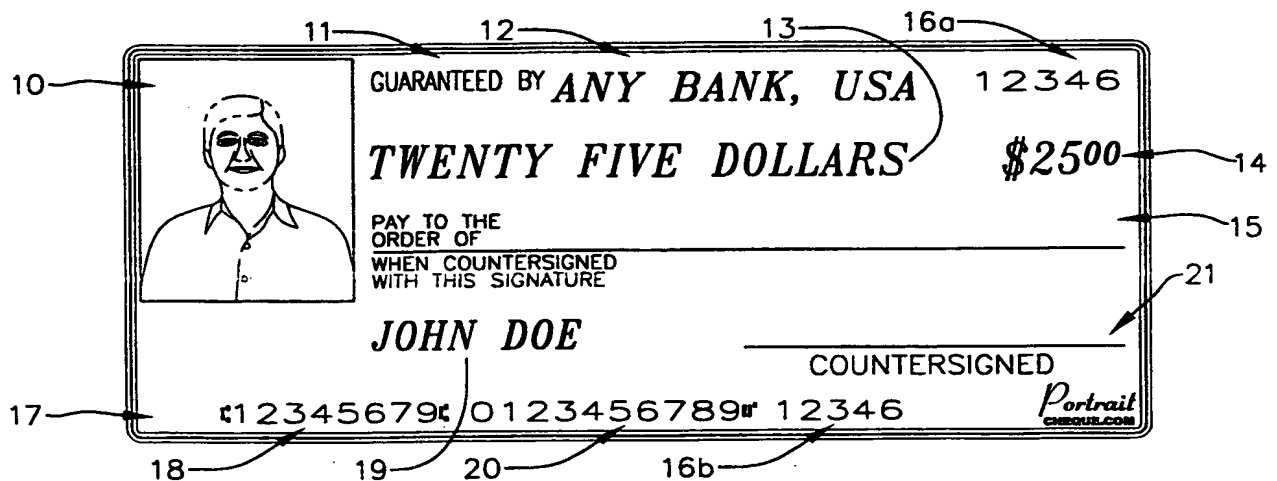 11 12 13 16a
10 GUARANTEED BY ANY BANK, USA 12346
TWENTY FIVE DOLLARS $2500 14
PAY TO THE
ORDER OF
15
WHEN COUNTERSIGNED
WITH THIS SIGNATURE
21
JOHN DOE
COUNTERSIGNED
17 ⑆12345679⑆ 0123456789⑈ 12346
Portrait
CHEQUE.COM
18 19 20 16b